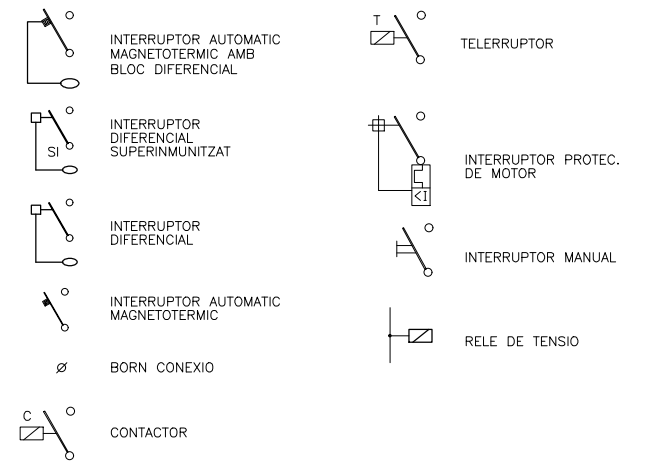 INTERRUPTOR AUTOMATIC
MAGNETOTERMIC AMB
BLOC DIFERENCIAL
SI
INTERRUPTOR
DIFERENCIAL
SUPERINMUNITZAT
INTERRUPTOR
DIFERENCIAL
INTERRUPTOR AUTOMATIC
MAGNETOTERMIC
BORN CONEXIO
C
CONTACTOR
T
TELERRUPTOR
<I
INTERRUPTOR PROTEC.
DE MOTOR
INTERRUPTOR MANUAL
RELE DE TENSIO